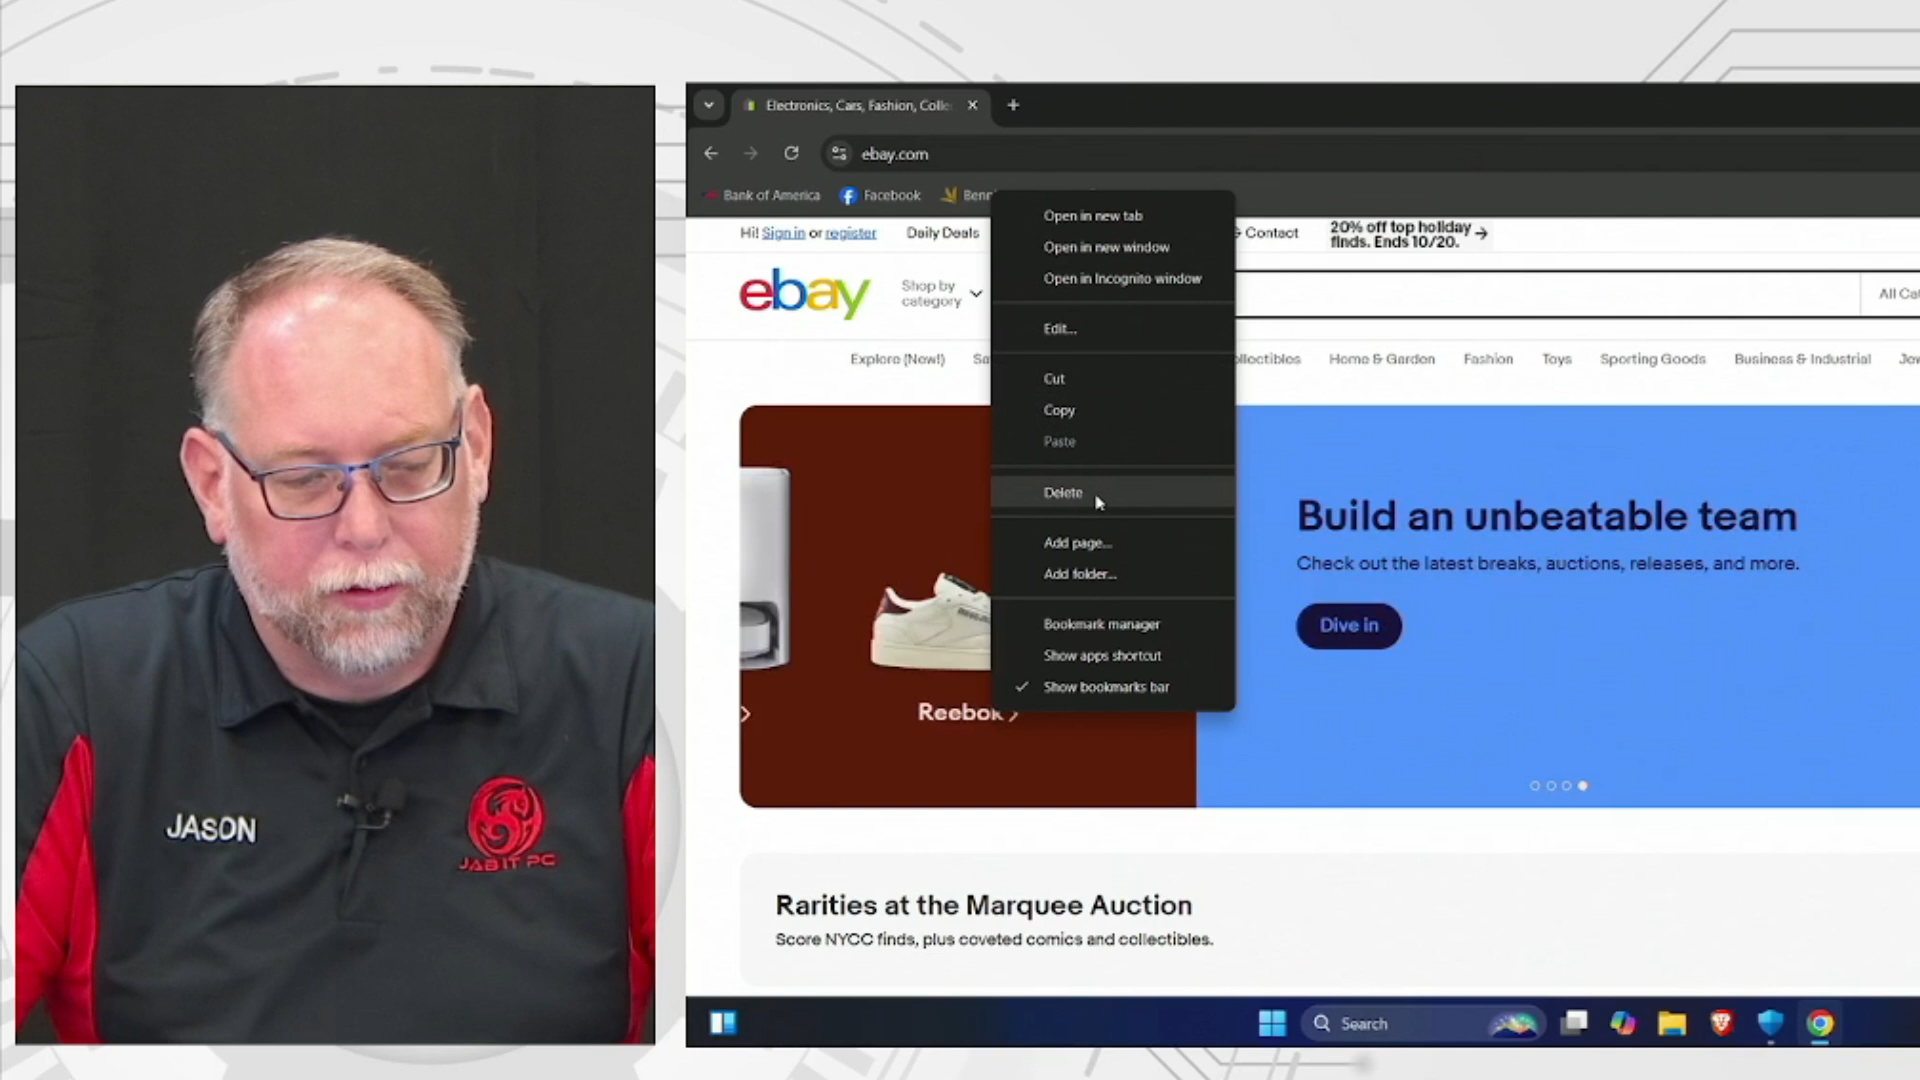 Electronics, Cars, Fashion, Colle
ebay.com
Bank of America
Facebook
Benn
Hi! Sign in or register
Daily Deals
& Contact
20% off top holiday
finds. Ends 10/20.
ebay
Shop by
category
All Cat
Explore (New!)
Sa
ollectibles
Home & Garden
Fashion
Toys
Sporting Goods
Business & Industrial
Jew
Open in new tab
Open in new window
Open in Incognito window
Edit...
Cut
Copy
Paste
Delete
Add page...
Add folder...
Bookmark manager
Show apps shortcut
Show bookmarks bar
Reebok
Build an unbeatable team
Check out the latest breaks, auctions, releases, and more.
Dive in
JASON
JAB IT PC
Rarities at the Marquee Auction
Score NYCC finds, plus coveted comics and collectibles.
Search